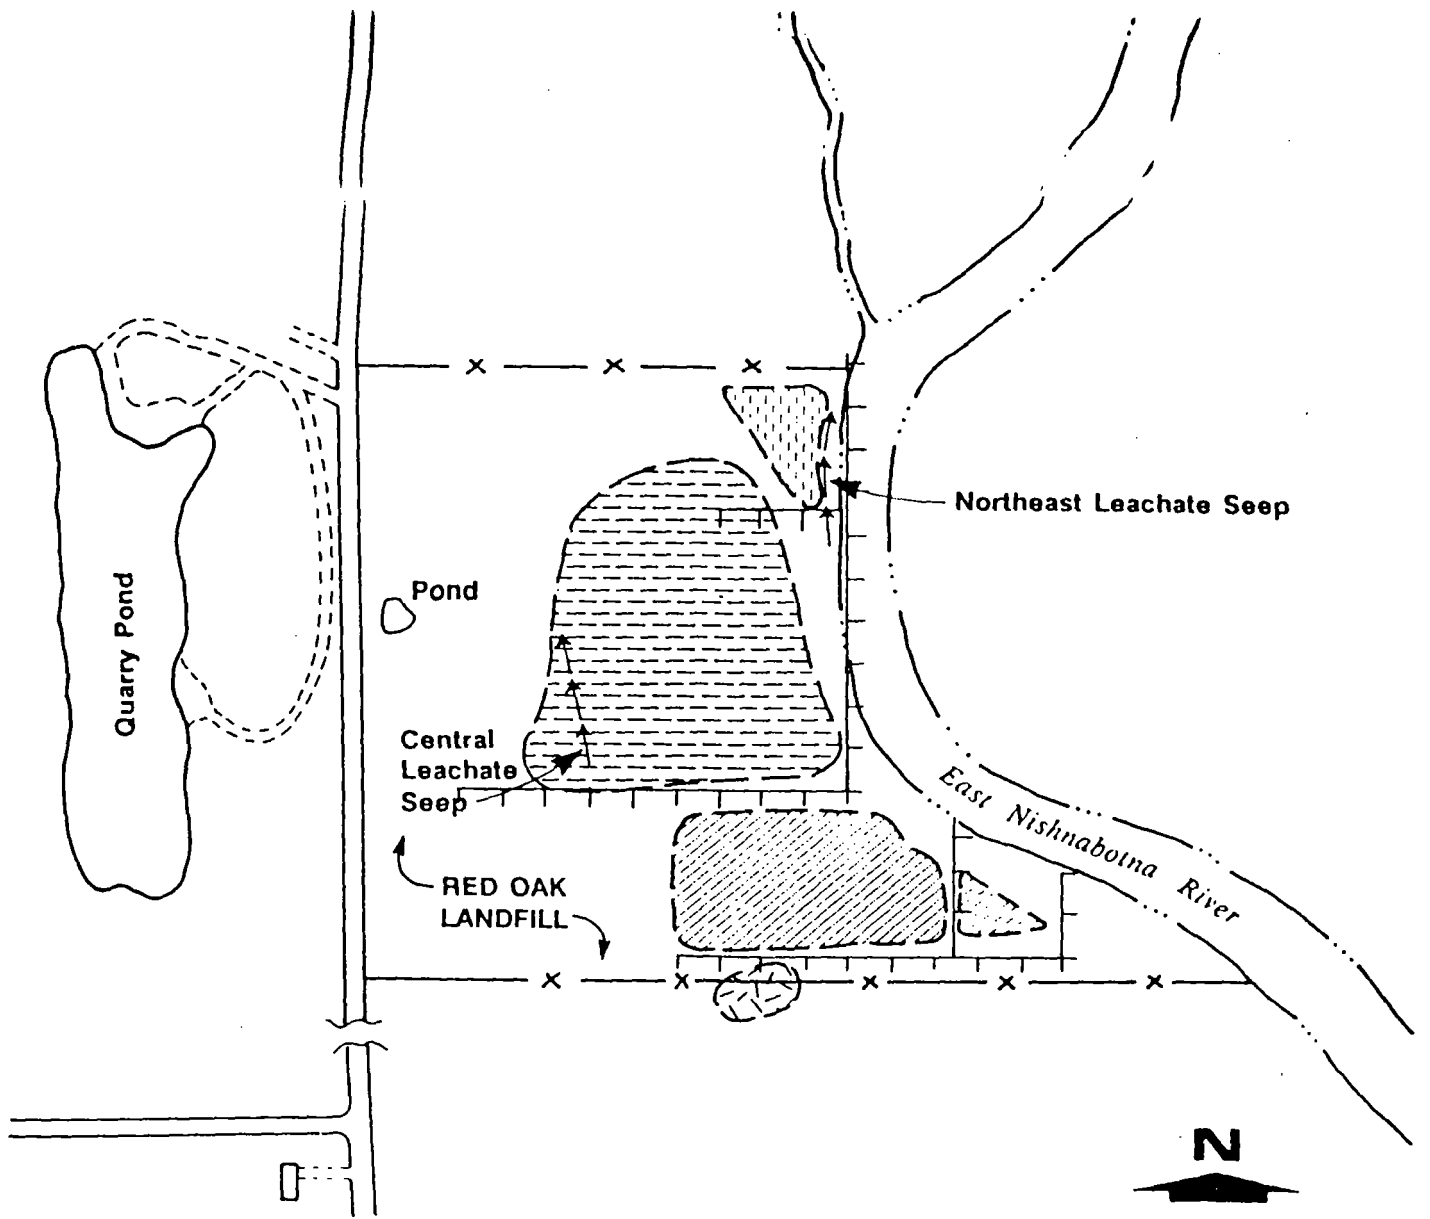 Northeast Leachate Seep
Pond
Quarry Pond
Central
Leachate
Seep
East Nishnabotna River
RED OAK
LANDFILL
N